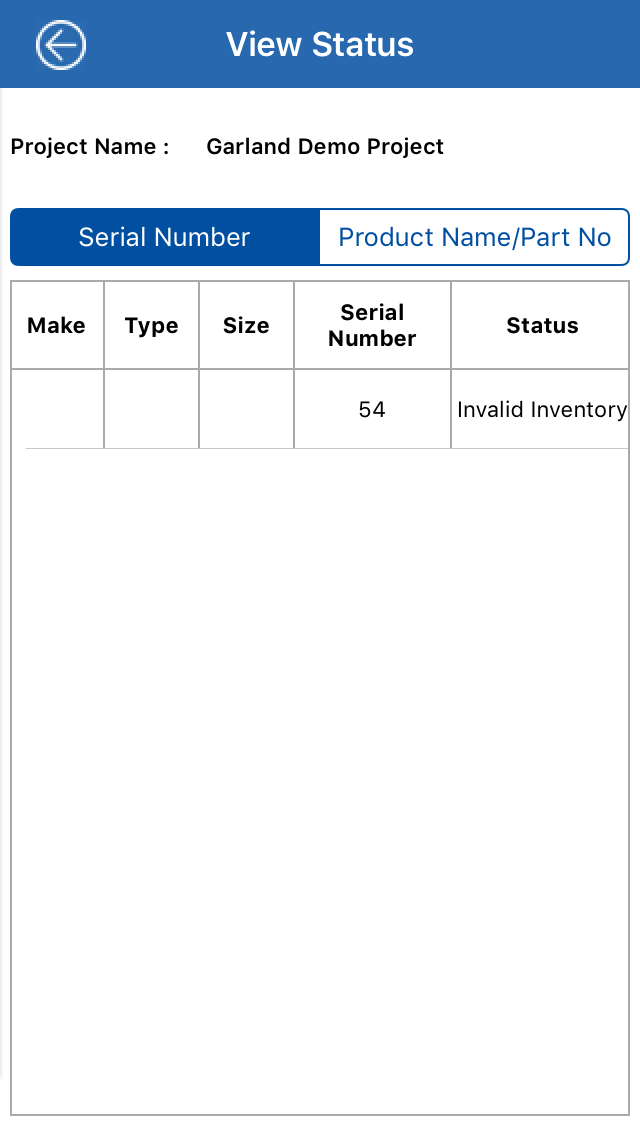 View Status
Project Name : Garland Demo Project
Serial Number Product Name/Part No
Make Type Size Serial Number Status
54 Invalid Inventory